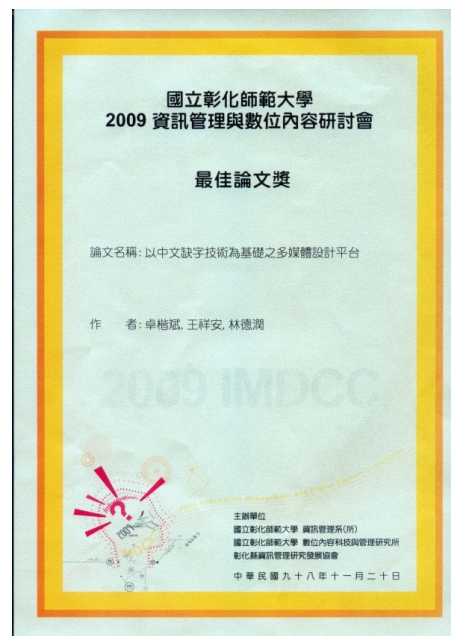 國立彰化師範大學
2009 資訊管理與數位內容研討會
最佳論文獎
論文名稱:以中文缺字技術為基礎之多媒體設計平台
作 者:卓楷斌, 王祥安, 林德潤
2009 IMDCC
主辦單位
國立彰化師範大學 資訊管理系(所)
國立彰化師範大學 數位內容科技與管理研究所
彰化縣資訊管理研究發展協會
中華民國九十八年十一月二十日